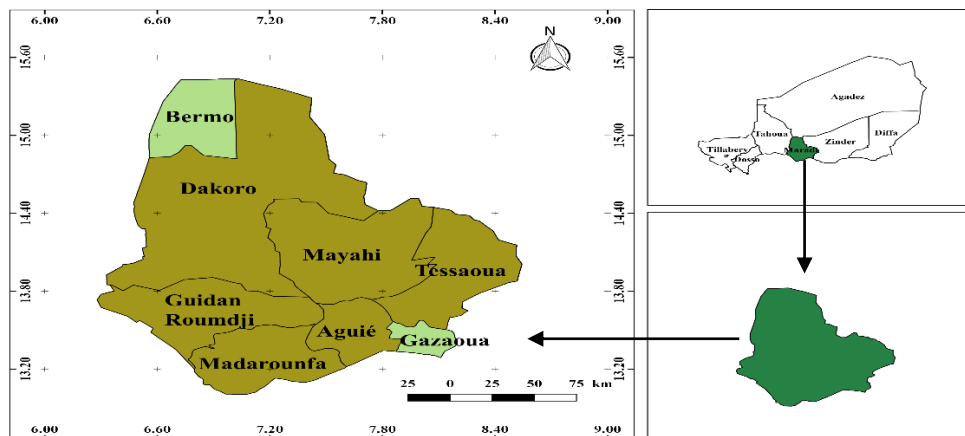 6.00 6.60 7.20 7.80 8.40 9.00
15.60
15.00
14.40
13.80
13.20
N
Bermo
Dakoro
Mayahi
Tessaoua
Guidan
Roumdji
Aguié
Gazaoua
Madarounfa
25 0 25 50 75 km
15.60
15.00
14.40
13.80
13.20
6.00 6.60 7.20 7.80 8.40 9.00
Agadez
Tahoua
Diffa
Zinder
Maradi
Tillabery
Dosso